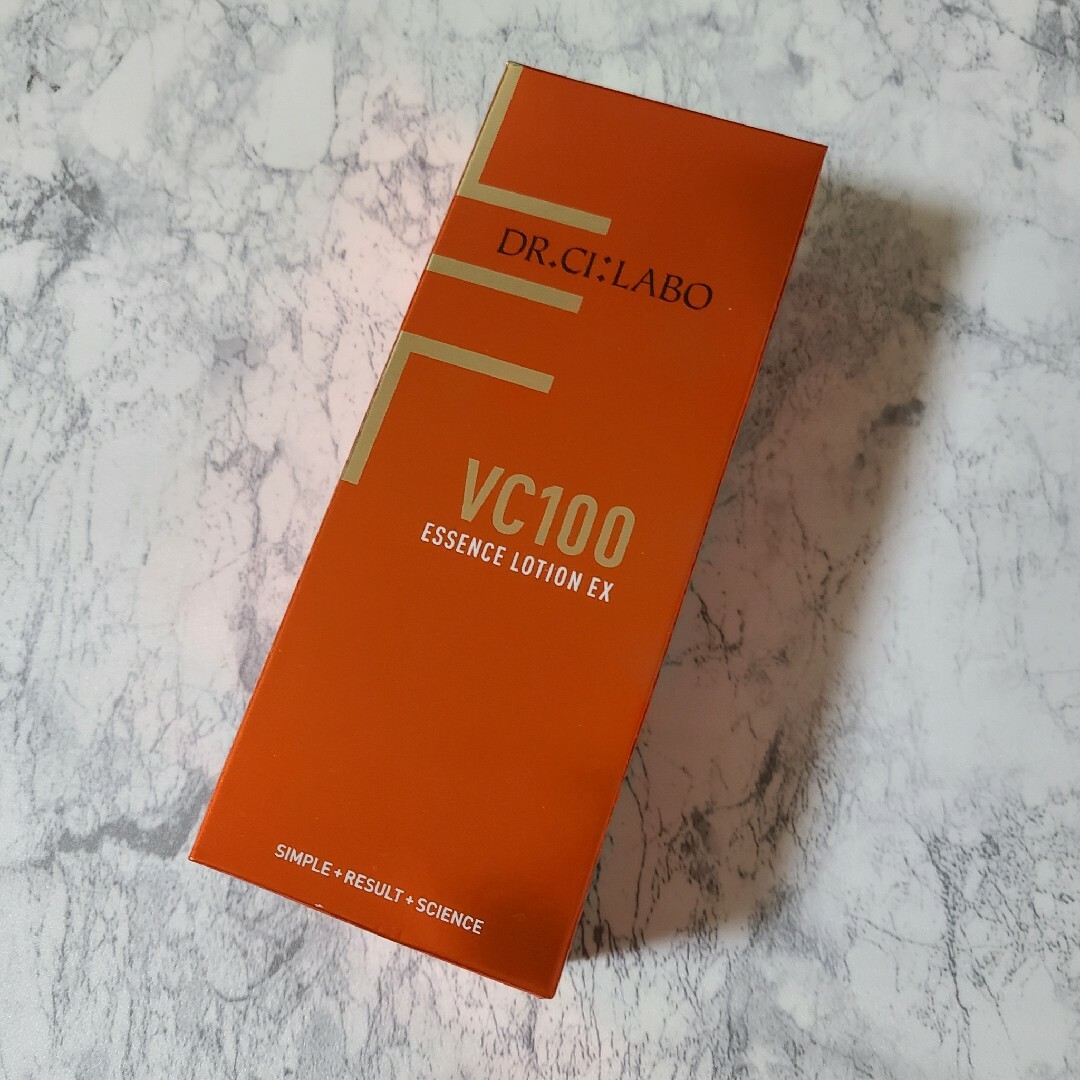 DR.CI:LABO
VC100
ESSENCE LOTION EX
SIMPLE+RESULT+SCIENCE